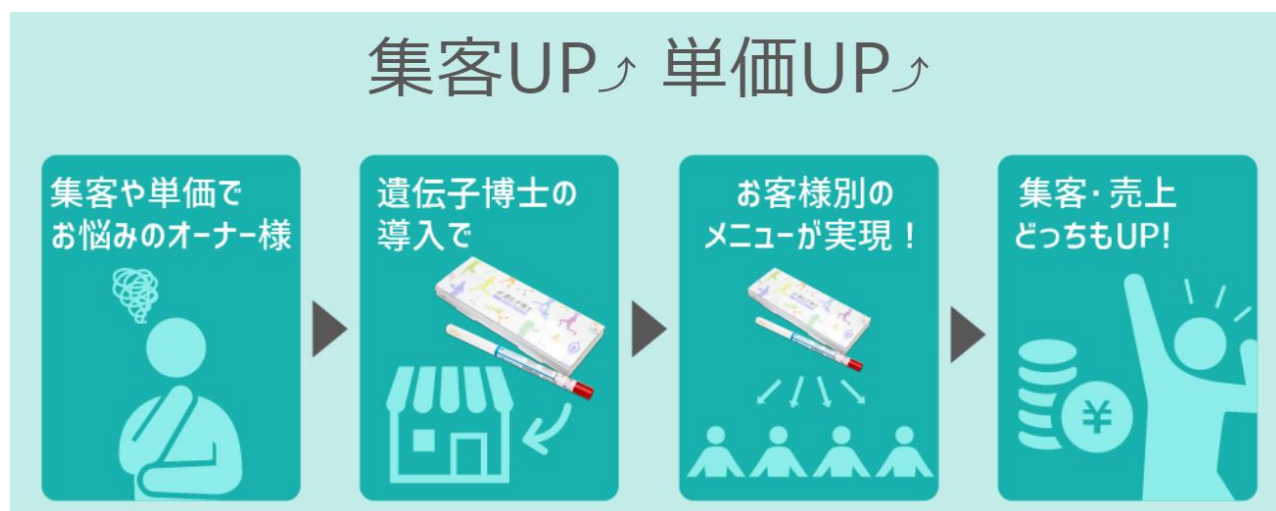 集客UP⤴ 単価UP⤴
集客や単価で
お悩みのオーナー様
遺伝子博士の
導入で
お客様別の
メニューが実現！
集客・売上
どっちもUP!
¥